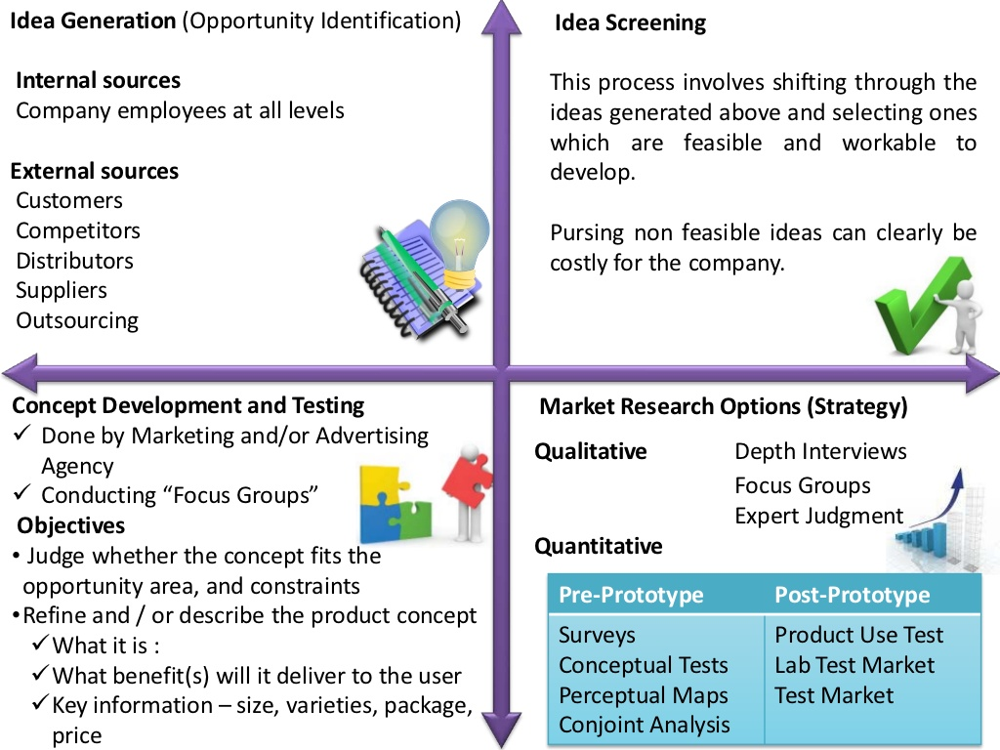 Idea Generation (Opportunity Identification)
Internal sources
Company employees at all levels
External sources
Customers
Competitors
Distributors
Suppliers
Outsourcing
Idea Screening
This process involves shifting through the
ideas generated above and selecting ones
which are feasible and workable to
develop.
Pursing non feasible ideas can clearly be
costly for the company.
Concept Development and Testing
✓ Done by Marketing and/or Advertising
Agency
✓ Conducting “Focus Groups”
Objectives
• Judge whether the concept fits the
opportunity area, and constraints
•Refine and / or describe the product concept
✓What it is :
✓What benefit(s) will it deliver to the user
✓Key information – size, varieties, package,
price
Market Research Options (Strategy)
Qualitative Depth Interviews
Focus Groups
Expert Judgment
Quantitative
Pre-Prototype Post-Prototype
Surveys Product Use Test
Conceptual Tests Lab Test Market
Perceptual Maps Test Market
Conjoint Analysis